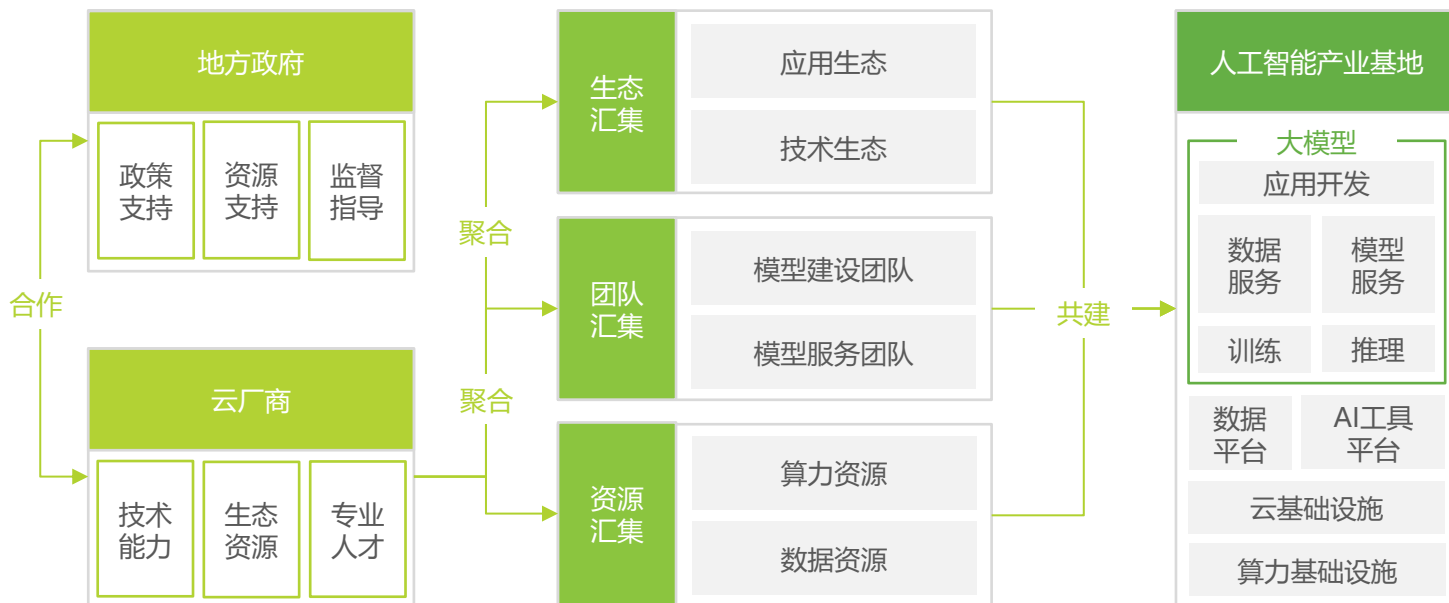 地方政府
政策
支持
资源
支持
监督
指导
合作
云厂商
技术
能力
生态
资源
专业
人才
聚合
聚合
生态
汇集
应用生态
技术生态
团队
汇集
模型建设团队
模型服务团队
资源
汇集
算力资源
数据资源
共建
人工智能产业基地
大模型
应用开发
数据
服务
模型
服务
训练
推理
数据
平台
AI工具
平台
云基础设施
算力基础设施